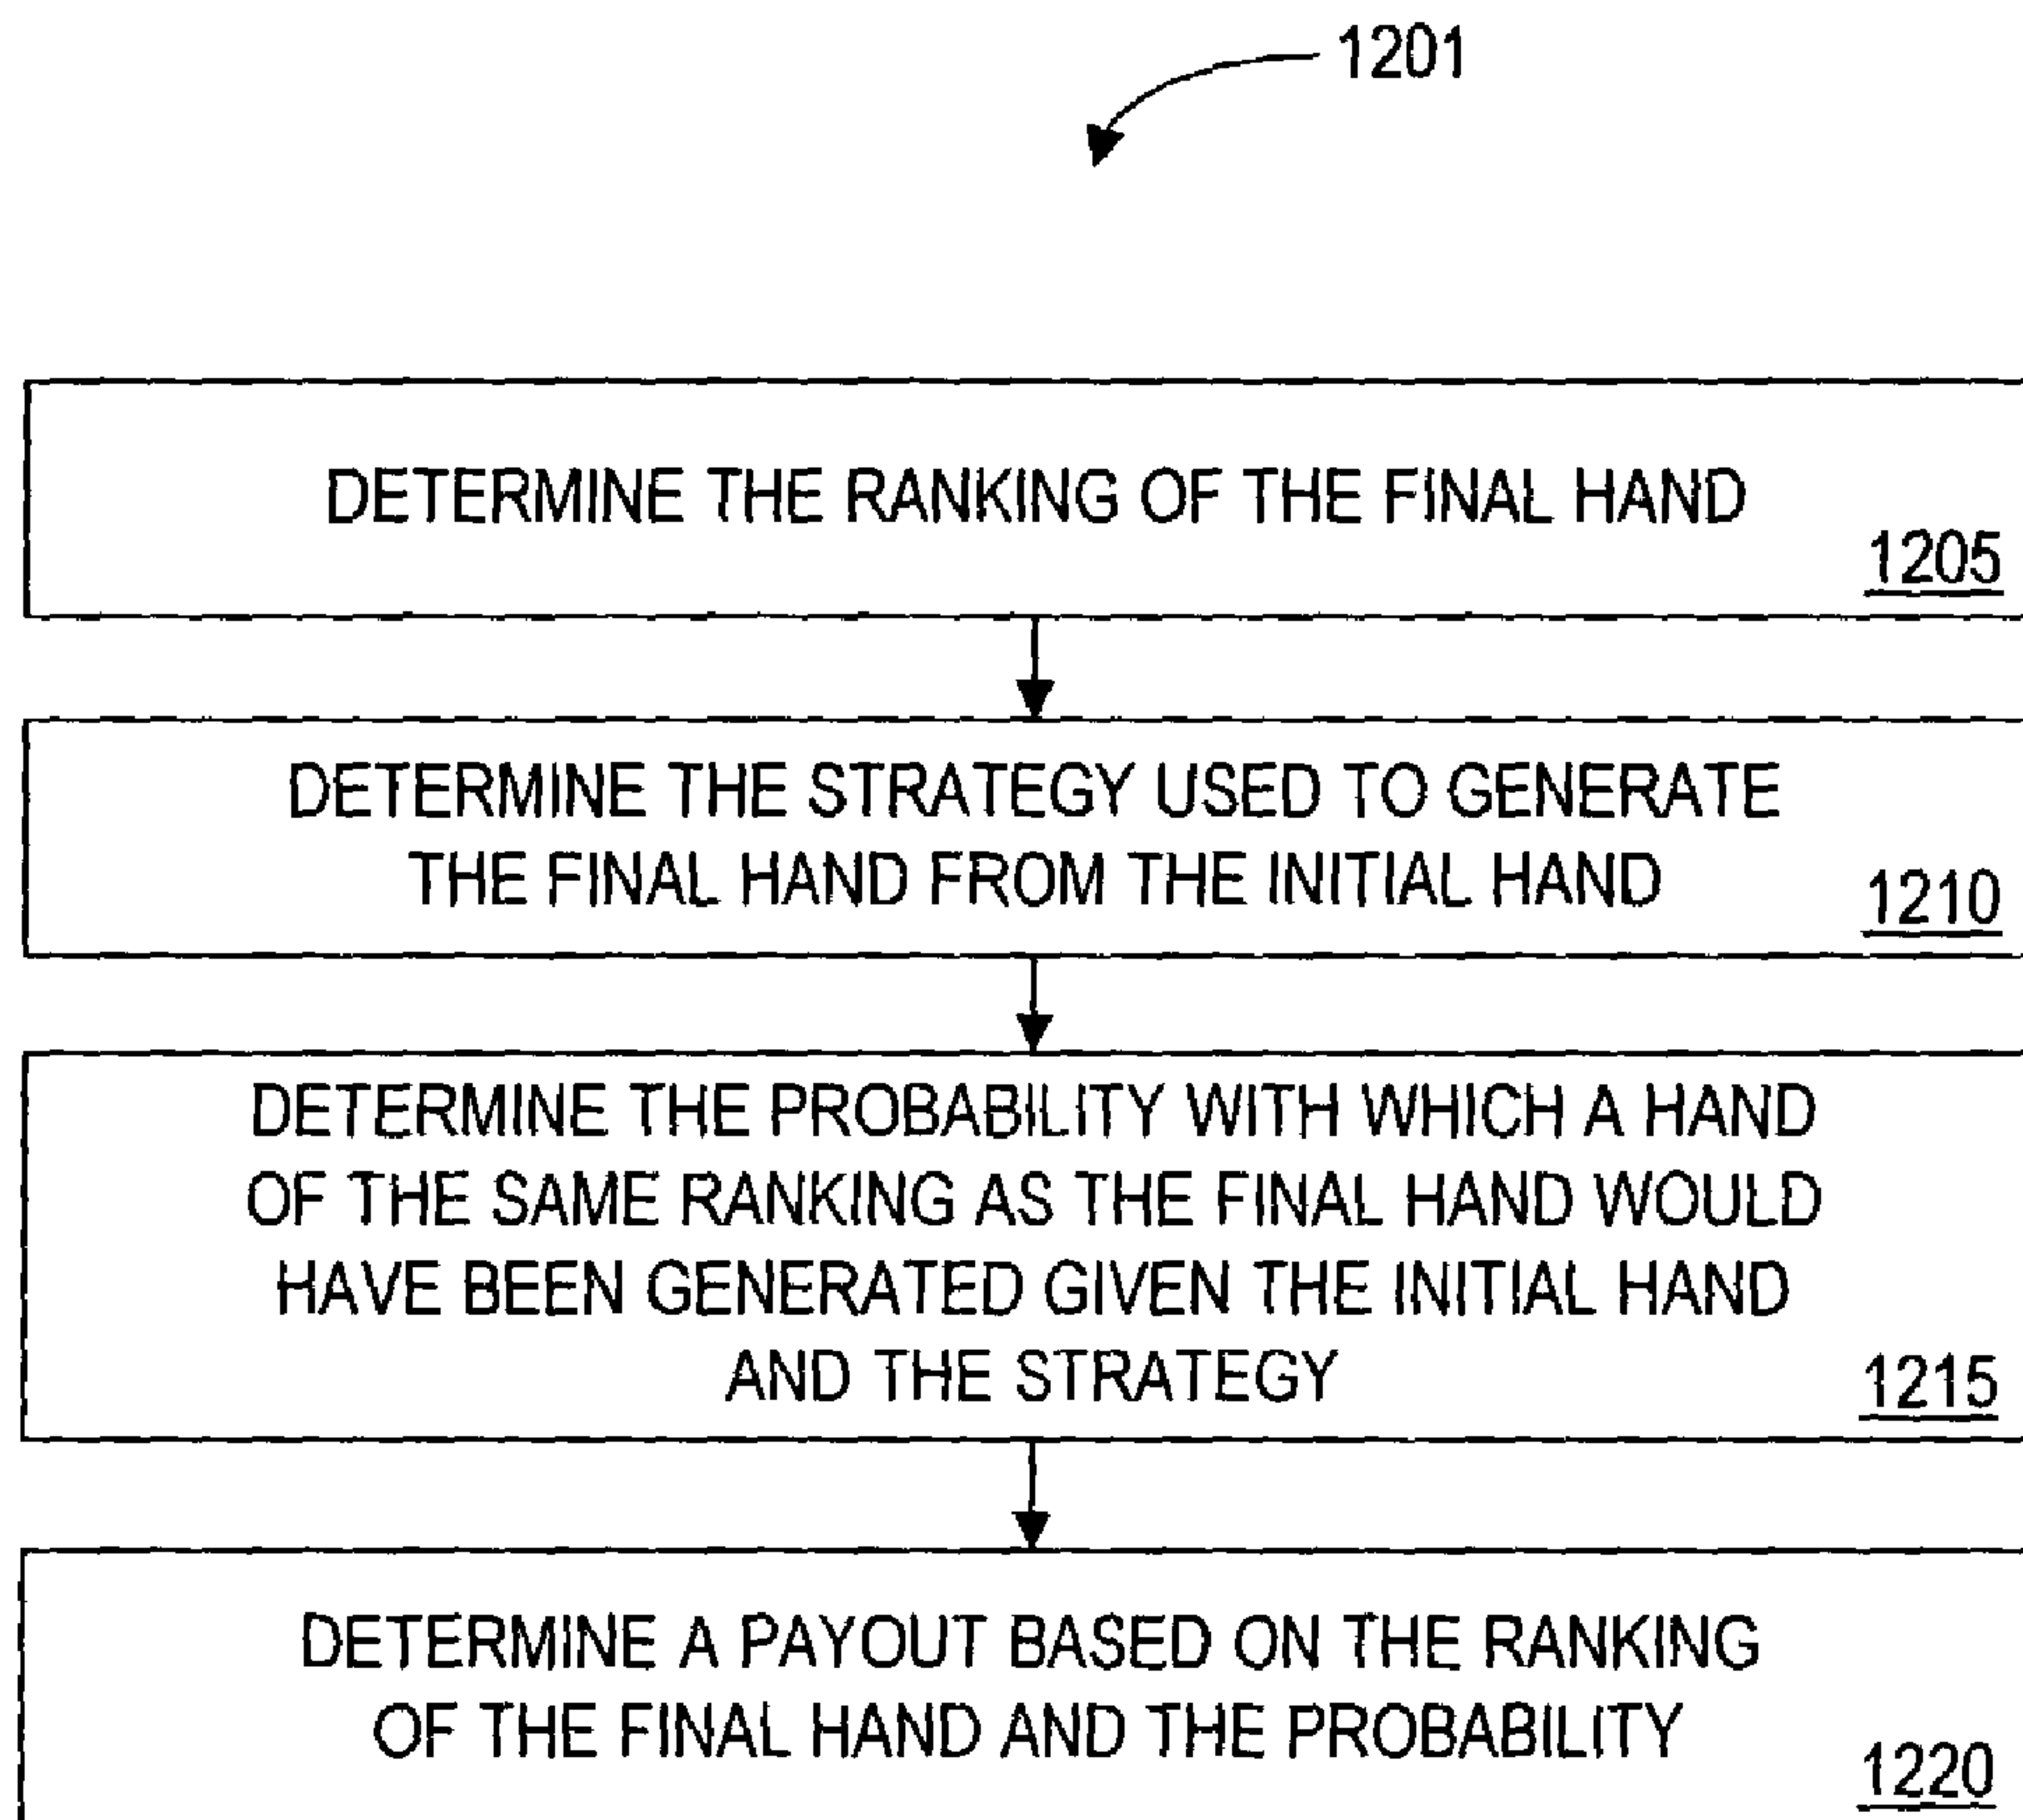 1201
DETERMINE THE RANKING OF THE FINAL HAND
1205
DETERMINE THE STRATEGY USED TO GENERATE
THE FINAL HAND FROM THE INITIAL HAND
1210
DETERMINE THE PROBABILITY WITH WHICH A HAND
OF THE SAME RANKING AS THE FINAL HAND WOULD
HAVE BEEN GENERATED GIVEN THE INITIAL HAND
AND THE STRATEGY
1215
DETERMINE A PAYOUT BASED ON THE RANKING
OF THE FINAL HAND AND THE PROBABILITY
1220